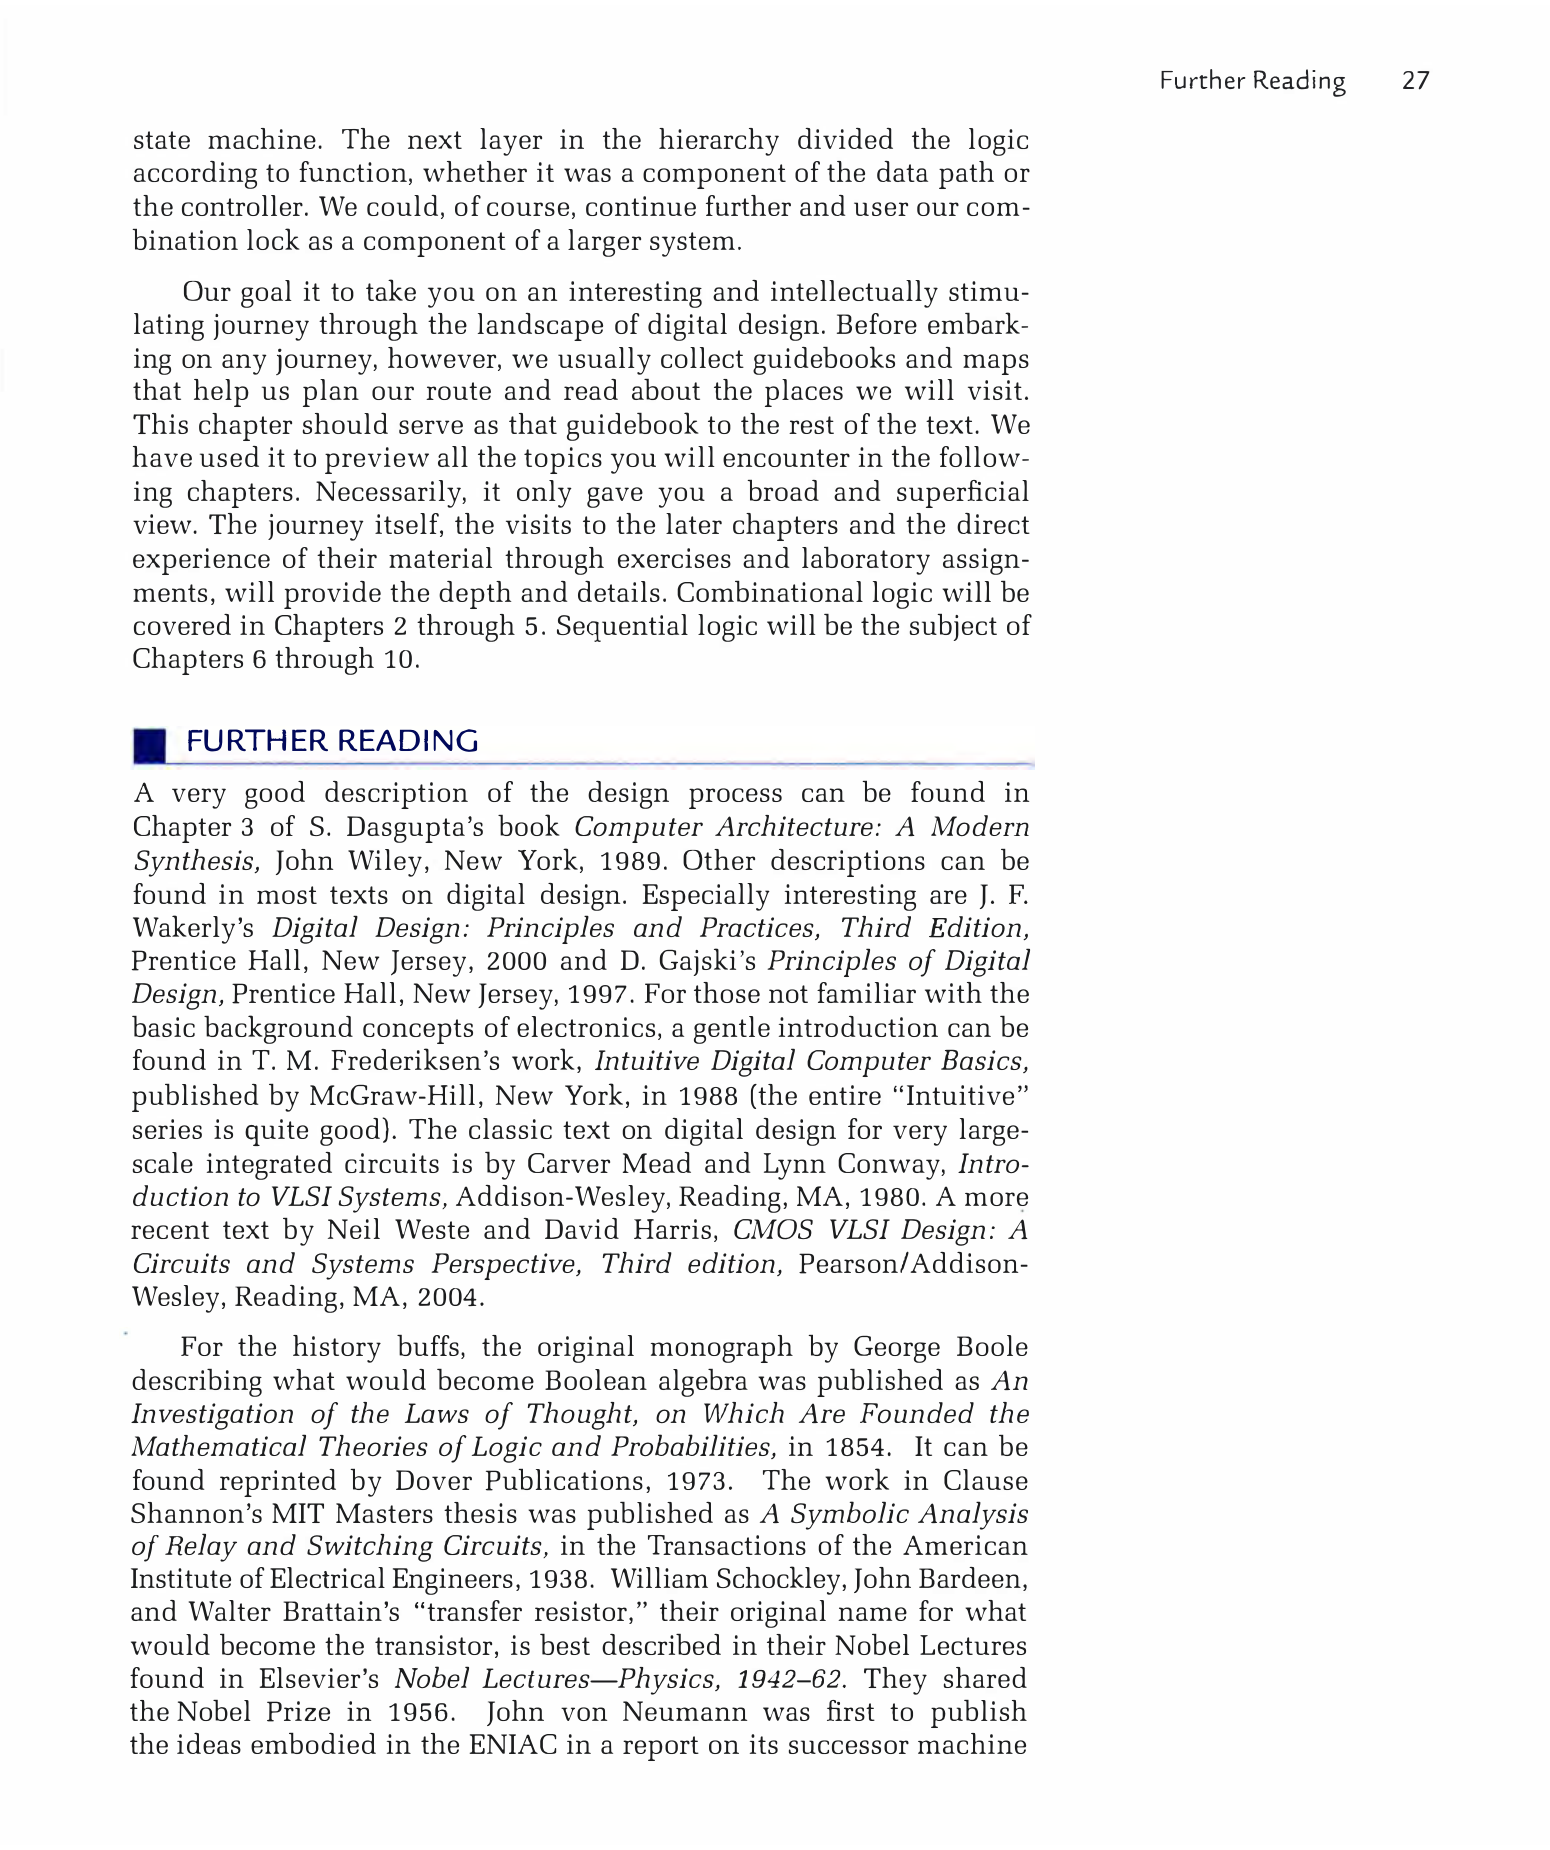 Further Reading 27
state machine. The next layer in the hierarchy divided the logic
according to function, whether it was a component of the data path or
the controller. We could, of course, continue further and user our com-
bination lock as a component of a larger system.
Our goal it to take you on an interesting and intellectually stimu-
lating journey through the landscape of digital design. Before embark-
ing on any journey, however, we usually collect guidebooks and maps
that help us plan our route and read about the places we will visit.
This chapter should serve as that guidebook to the rest of the text. We
have used it to preview all the topics you will encounter in the follow-
ing chapters. Necessarily, it only gave you a broad and superficial
view. The journey itself, the visits to the later chapters and the direct
experience of their material through exercises and laboratory assign-
ments, will provide the depth and details. Combinational logic will be
covered in Chapters 2 through 5. Sequential logic will be the subject of
Chapters 6 through 10.
FURTHER READING
A very good description of the design process can be found in
Chapter 3 of S. Dasgupta's book Computer Architecture: A Modern
Synthesis, John Wiley, New York, 1989. Other descriptions can be
found in most texts on digital design. Especially interesting are J. F.
Wakerly's Digital Design: Principles and Practices, Third Edition,
Prentice Hall, New Jersey, 2000 and D. Gajski's Principles of Digital
Design, Prentice Hall, New Jersey, 1997. For those not familiar with the
basic background concepts of electronics, a gentle introduction can be
found in T. M. Frederiksen's work, Intuitive Digital Computer Basics,
published by McGraw-Hill, New York, in 1988 (the entire “Intuitive”
series is quite good). The classic text on digital design for very large-
scale integrated circuits is by Carver Mead and Lynn Conway, Intro-
duction to VLSI Systems, Addison-Wesley, Reading, MA, 1980. A more
recent text by Neil Weste and David Harris, CMOS VLSI Design: A
Circuits and Systems Perspective, Third edition, Pearson/Addison-
Wesley, Reading, MA, 2004.
For the history buffs, the original monograph by George Boole
describing what would become Boolean algebra was published as An
Investigation of the Laws of Thought, on Which Are Founded the
Mathematical Theories of Logic and Probabilities, in 1854. It can be
found reprinted by Dover Publications, 1973. The work in Clause
Shannon's MIT Masters thesis was published as A Symbolic Analysis
of Relay and Switching Circuits, in the Transactions of the American
Institute of Electrical Engineers, 1938. William Schockley, John Bardeen,
and Walter Brattain's “transfer resistor,” their original name for what
would become the transistor, is best described in their Nobel Lectures
found in Elsevier's Nobel Lectures—Physics, 1942–62. They shared
the Nobel Prize in 1956. John von Neumann was first to publish
the ideas embodied in the ENIAC in a report on its successor machine